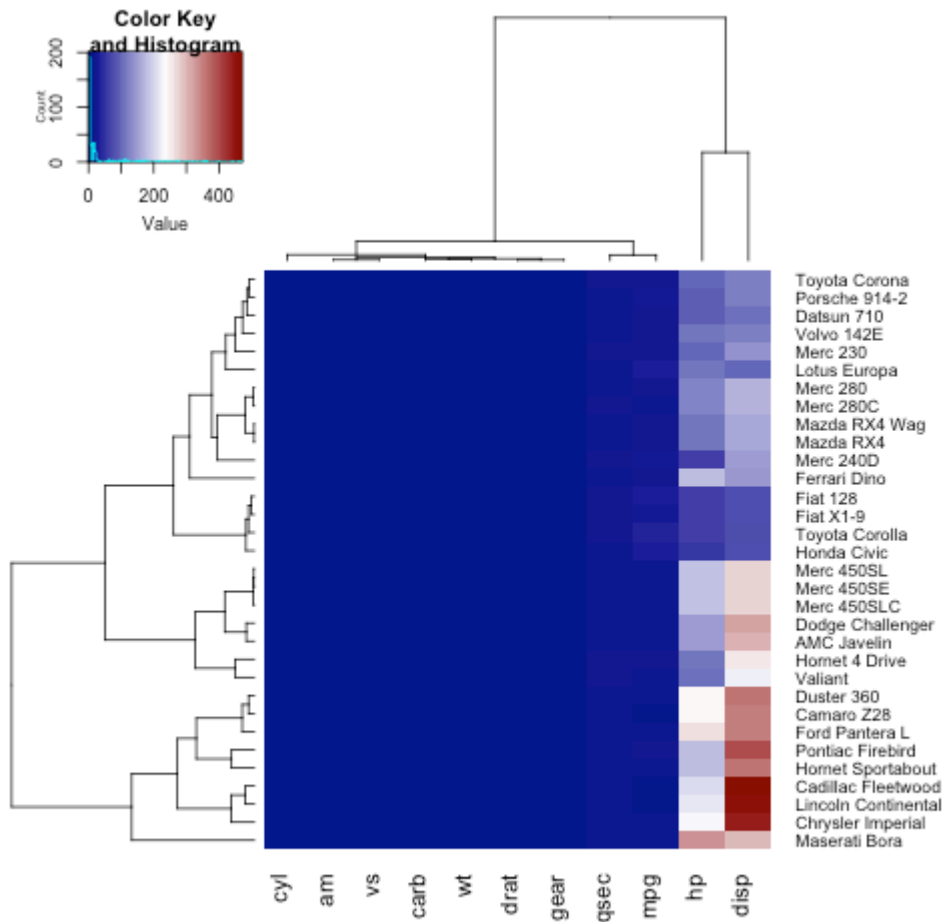 Color Key
and Histogram
Count
0
100
200
0 200 400
Value
Toyota Corona
Porsche 914-2
Datsun 710
Volvo 142E
Merc 230
Lotus Europa
Merc 280
Merc 280C
Mazda RX4 Wag
Mazda RX4
Merc 240D
Ferrari Dino
Fiat 128
Fiat X1-9
Toyota Corolla
Honda Civic
Merc 450SL
Merc 450SE
Merc 450SLC
Dodge Challenger
AMC Javelin
Hornet 4 Drive
Valiant
Duster 360
Camaro Z28
Ford Pantera L
Pontiac Firebird
Hornet Sportabout
Cadillac Fleetwood
Lincoln Continental
Chrysler Imperial
Maserati Bora
cyl
am
vs
carb
wt
drat
gear
qsec
mpg
hp
disp